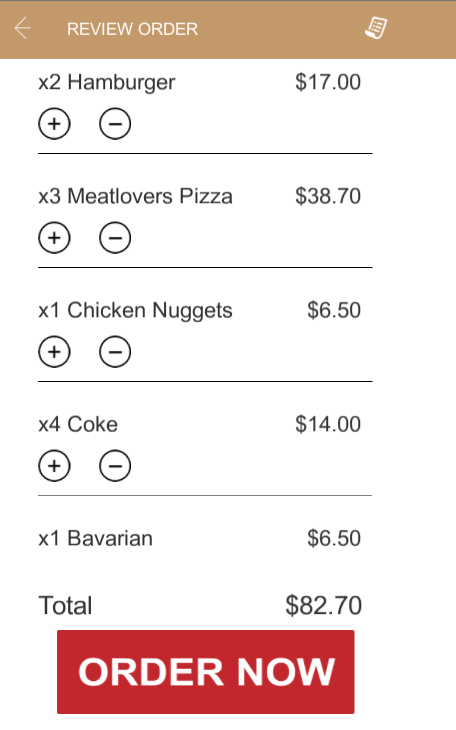 REVIEW ORDER
x2 Hamburger $17.00
x3 Meatlovers Pizza $38.70
x1 Chicken Nuggets $6.50
x4 Coke $14.00
x1 Bavarian $6.50
Total $82.70
ORDER NOW